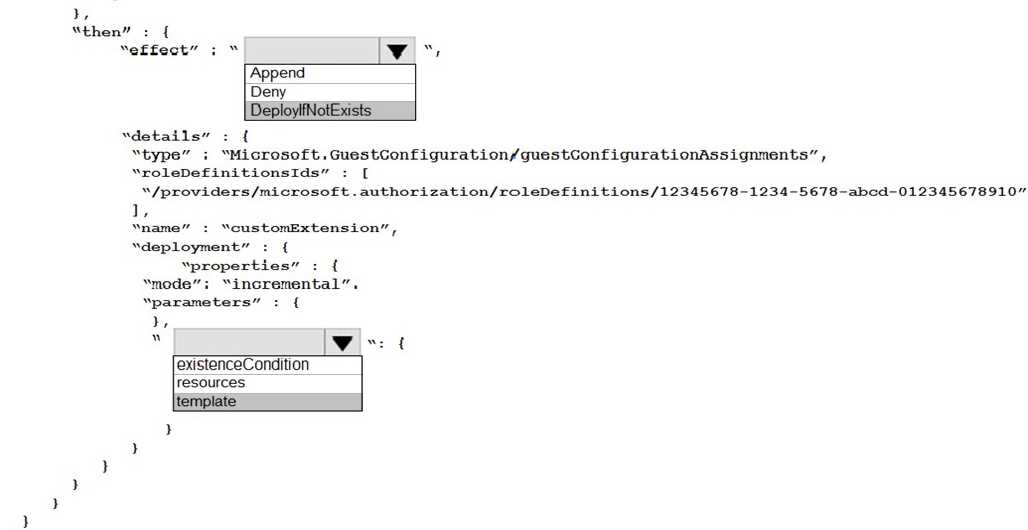 },
"then" : {
"effect" : " ",
Append
Deny
DeployIfNotExists
"details" : {
"type" : "Microsoft.GuestConfiguration/guestConfigurationAssignments",
"roleDefinitionsIds" : [
"/providers/microsoft.authorization/roleDefinitions/12345678-1234-5678-abcd-012345678910"
],
"name" : "customExtension",
"deployment" : {
"properties" : {
"mode": "incremental".
"parameters" : {
},
" ": {
existenceCondition
resources
template
}
}
}
}
}
}